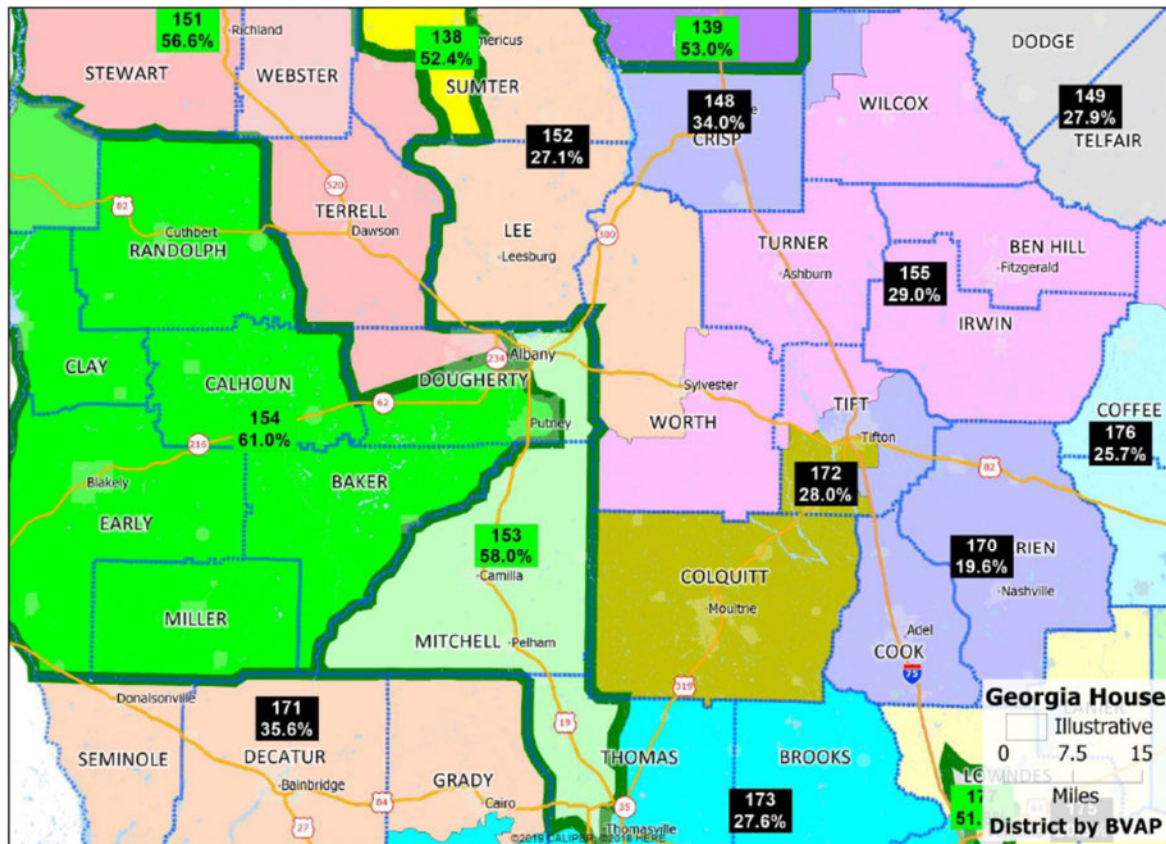 151
56.6%
Richland
STEWART
WEBSTER
138
52.4%
mericus
SUMTER
139
53.0%
DODGE
148
34.0%
CRISP
WILCOX
149
27.9%
TELFAIR
152
27.1%
520
82
Cuthbert
RANDOLPH
TERRELL
Dawson
LEE
Leesburg
300
TURNER
Ashburn
155
29.0%
BEN HILL
Fitzgerald
IRWIN
CLAY
CALHOUN
234
Albany
DOUGHERTY
62
154
61.0%
216
Putney
Sylvester
WORTH
TIFT
Tifton
COFFEE
176
25.7%
172
28.0%
82
Blakely
EARLY
BAKER
153
58.0%
Camilla
COLQUITT
Moultrie
170
19.6%
RIEN
Nashville
MILLER
MITCHELL
Pelham
Adel
COOK
75
319
Donalsonville
171
35.6%
SEMINOLE
DECATUR
Bainbridge
GRADY
Cairo
84
27
19
THOMAS
BROOKS
35
Thomasville
173
27.6%
©2019 CALIPER; ©2018 HERE
Georgia House
Illustrative
0 7.5 15
Miles
LANIER
LOWNDES
177
51.
District by BVAP